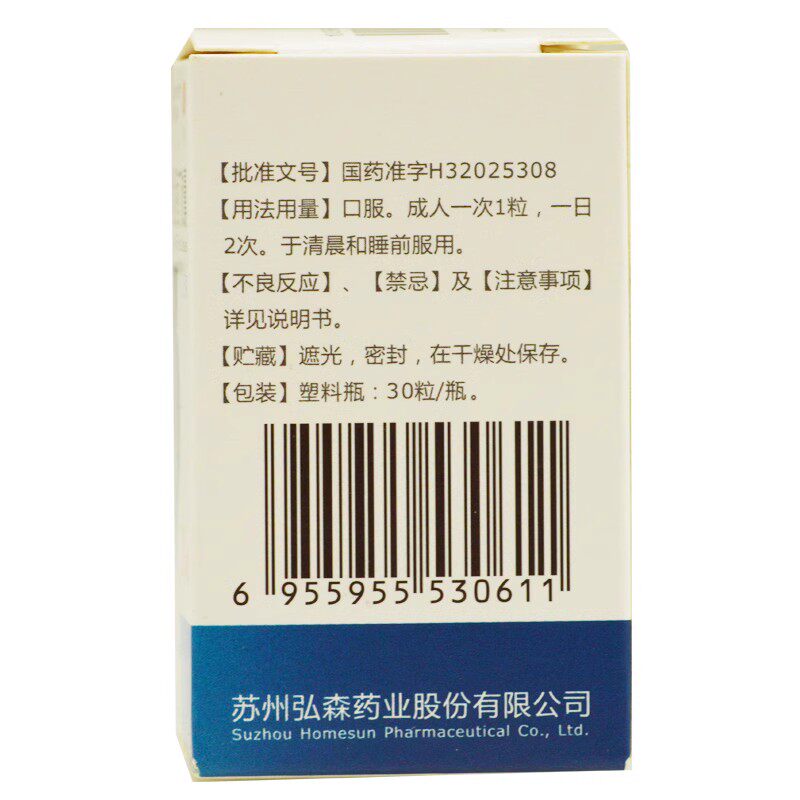 【批准文号】国药准字H32025308
【用法用量】口服。成人一次1粒，一日
2次。于清晨和睡前服用。
【不良反应】、【禁忌】及【注意事项】
详见说明书。
【贮藏】遮光，密封，在干燥处保存。
【包装】塑料瓶：30粒/瓶。
6 955955 530611
苏州弘森药业股份有限公司
Suzhou Homesun Pharmaceutical Co., Ltd.